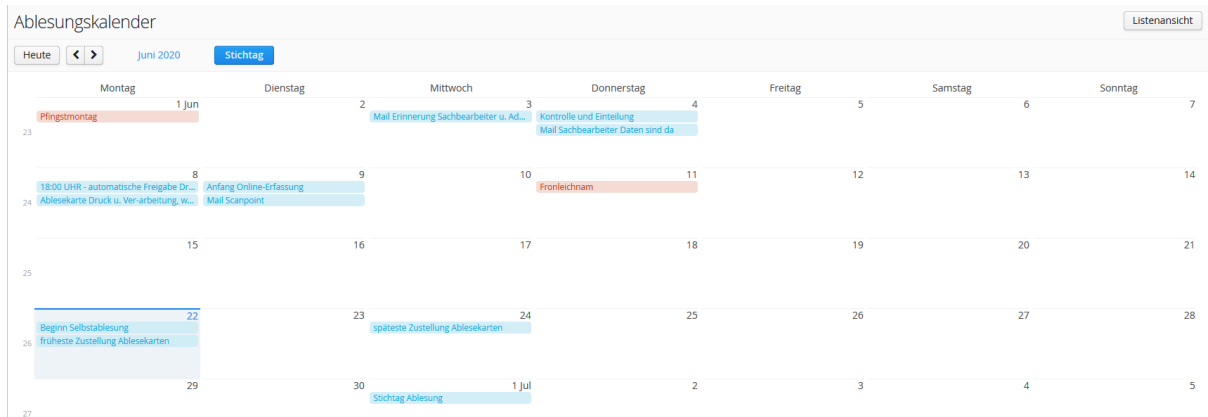 Ablesungskalender
Listenansicht
Heute
Juni 2020
Stichtag
Montag Dienstag Mittwoch Donnerstag Freitag Samstag Sonntag
1 Jun 2 3 4 5 6 7
Pfingstmontag Mail Erinnerung Sachbearbeiter u. Ad... Kontrolle und Einteilung
Mail Sachbearbeiter Daten sind da
23
8 9 10 11 12 13 14
18:00 UHR - automatische Freigabe Dr... Anfang Online-Erfassung Fronleichnam
24 Ablesekarte Druck u. Ver-arbeitung, w... Mail Scanpoint
15 16 17 18 19 20 21
25
22 23 24 25 26 27 28
Beginn Selbstablesung späteste Zustellung Ablesekarten
26 früheste Zustellung Ablesekarten
29 30 1 Jul 2 3 4 5
Stichtag Ablesung
27